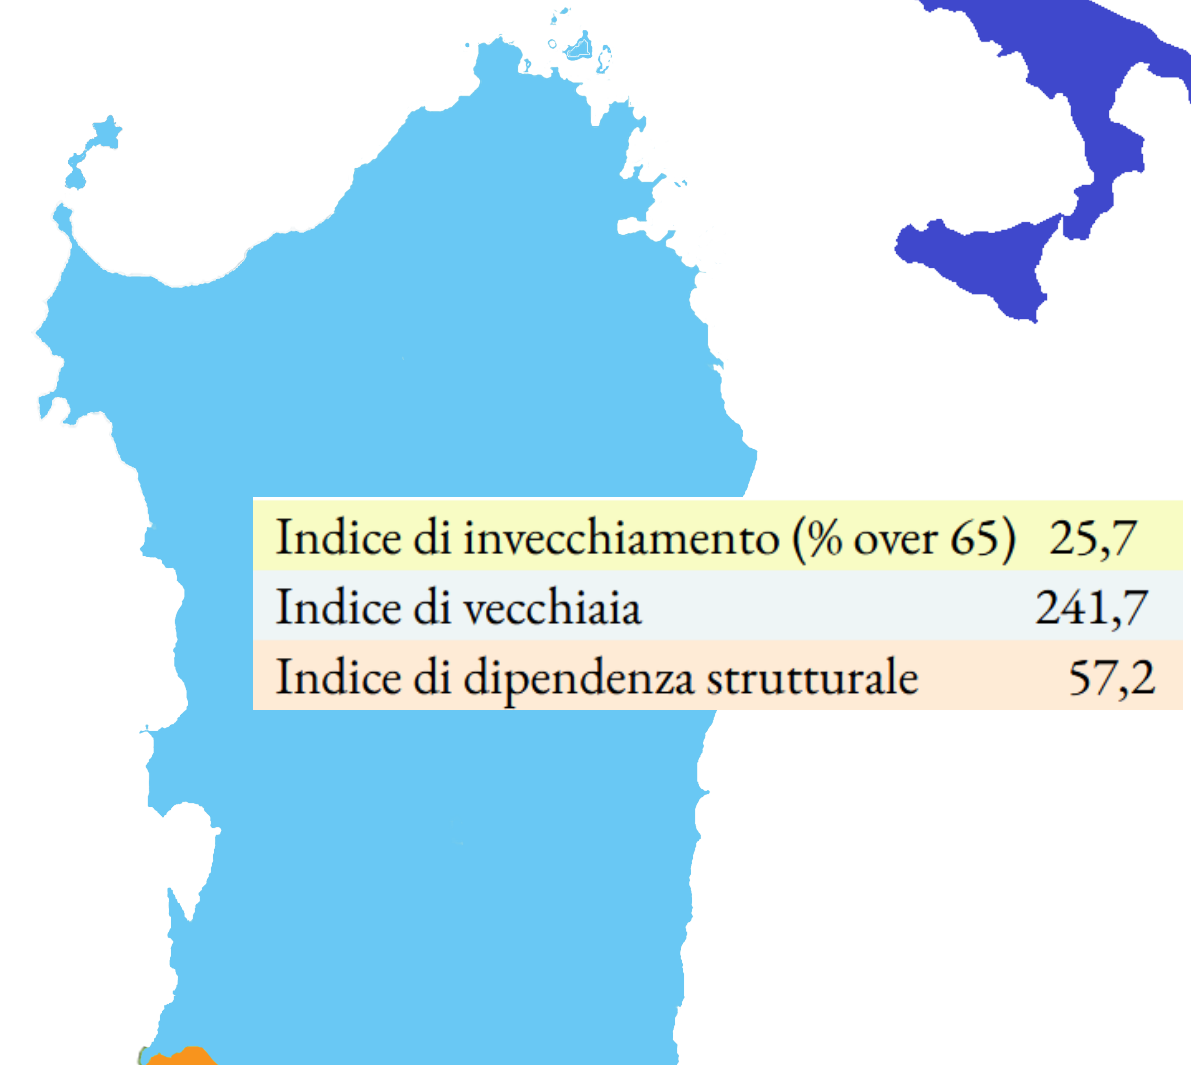 Indice di invecchiamento (% over 65) 25,7
Indice di vecchiaia 241,7
Indice di dipendenza strutturale 57,2